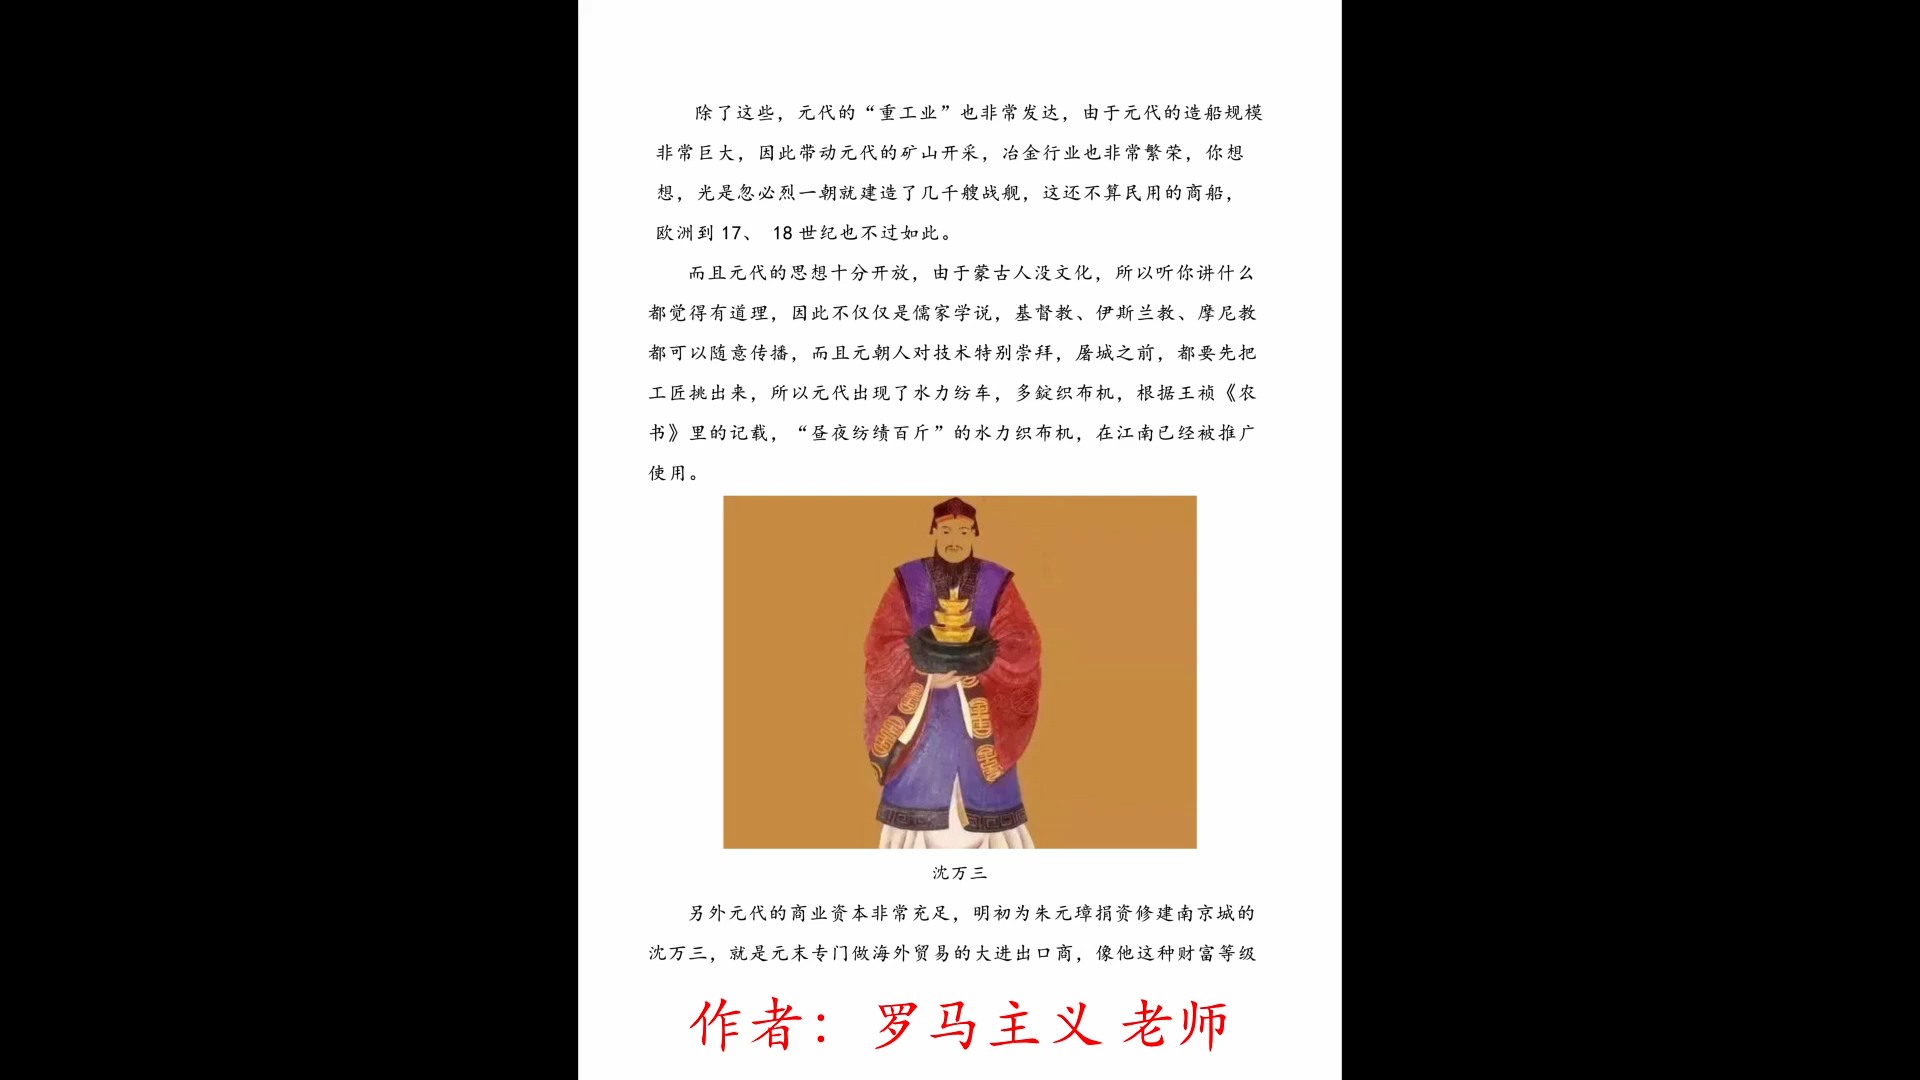 除了这些，元代的“重工业”也非常发达，由于元代的造船规模
非常巨大，因此带动元代的矿山开采，冶金行业也非常繁荣，你想
想，光是忽必烈一朝就建造了几千艘战舰，这还不算民用的商船，
欧洲到 17、 18 世纪也不过如此。
而且元代的思想十分开放，由于蒙古人没文化，所以听你讲什么
都觉得有道理，因此不仅仅是儒家学说，基督教、伊斯兰教、摩尼教
都可以随意传播，而且元朝人对技术特别崇拜，屠城之前，都要先把
工匠挑出来，所以元代出现了水力纺车，多錠织布机，根据王祯《农
书》里的记载，“昼夜纺绩百斤”的水力织布机，在江南已经被推广
使用。
沈万三
另外元代的商业资本非常充足，明初为朱元璋捐资修建南京城的
沈万三，就是元末专门做海外贸易的大进出口商，像他这种财富等级
作者：罗马主义 老师